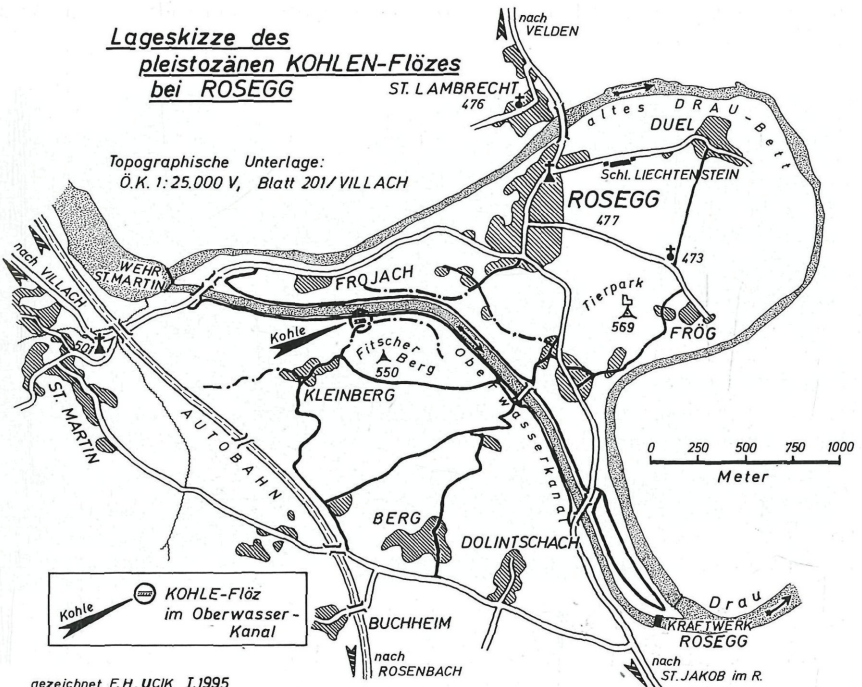 Lageskizze des
pleistozänen KOHLEN-Flözes
bei ROSEGG
Topographische Unterlage:
Ö.K. 1:25.000 V, Blatt 201/VILLACH
nach
VELDEN
ST. LAMBRECHT
476
altes DRAU-Bett
DUEL
Schl. LIECHTENSTEIN
ROSEGG
477
473
Tierpark
569
FRÖG
nach VILLACH
WEHR
ST. MARTIN
FROJACH
501
ST. MARTIN
Kohle
Fitscher
Berg
550
KLEINBERG
Oberwasserkanal
AUTOBAHN
0 250 500 750 1000
Meter
BERG
DOLINTSCHACH
BUCHHEIM
Drau
KRAFTWERK
ROSEGG
nach
ROSENBACH
nach
ST. JAKOB im R.
Kohle
KOHLE-Flöz
im Oberwasser-
Kanal
gezeichnet F.H. UCIK I.1995